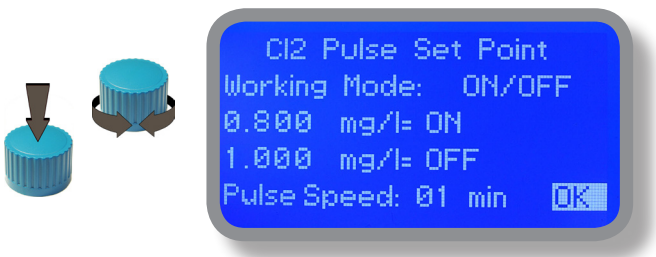 Cl2 Pulse Set Point
Working Mode: ON/OFF
0.800 mg/l= ON
1.000 mg/l= OFF
Pulse Speed: 01 min OK